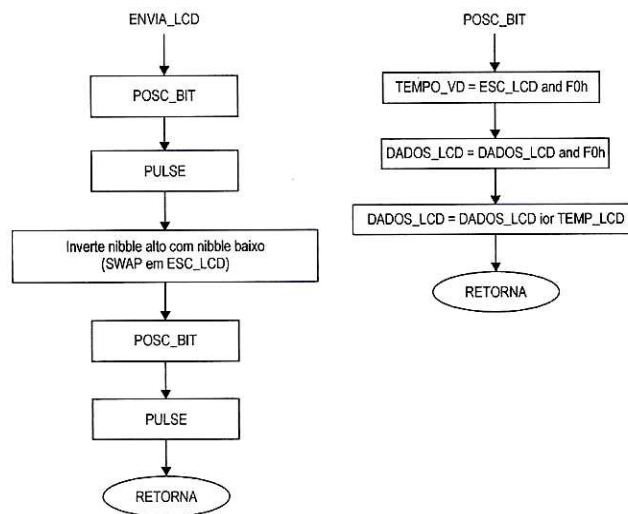 ENVIA_LCD
POSC_BIT
PULSE
Inverte nibble alto com nibble baixo
(SWAP em ESC_LCD)
POSC_BIT
PULSE
RETORNA
POSC_BIT
TEMPO_VD = ESC_LCD and F0h
DADOS_LCD = DADOS_LCD and F0h
DADOS_LCD = DADOS_LCD ior TEMP_LCD
RETORNA